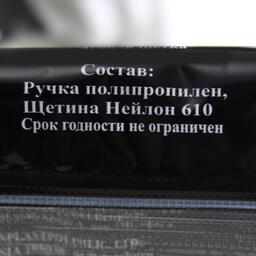 Состав:
Ручка полипропилен,
Щетина Нейлон 610
Срок годности не ограничен